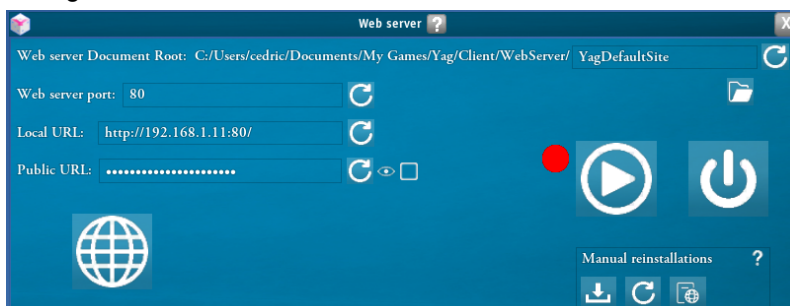 Web server ?
X
Web server Document Root: C:/Users/cedric/Documents/My Games/Yag/Client/WebServer/ YagDefaultSite
Web server port: 80
Local URL: http://192.168.1.11:80/
Public URL: ••••••••••••••••••••••
Manual reinstallations ?